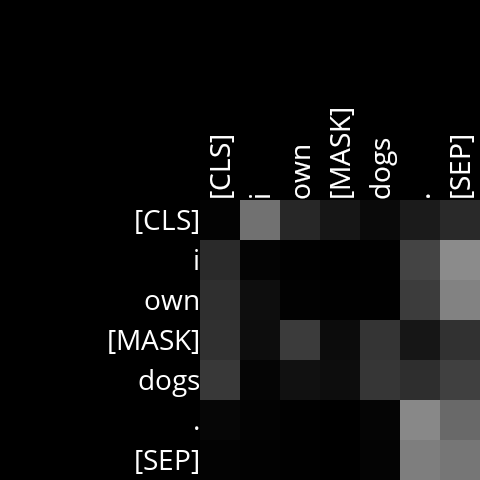 [CLS] i own [MASK] dogs . [SEP]
[CLS]
i
own
[MASK]
dogs
.
[SEP]